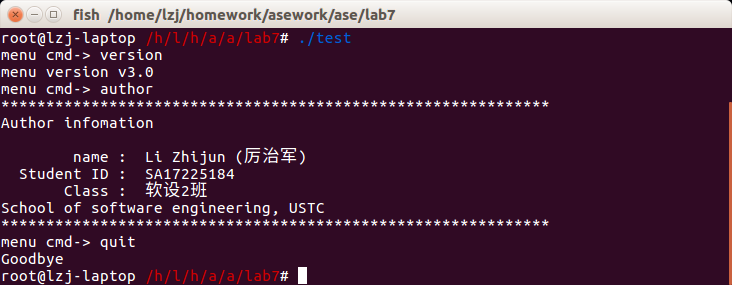 fish /home/lzj/homework/asework/ase/lab7
root@lzj-laptop /h/l/h/a/a/lab7# ./test
menu cmd-> version
menu version v3.0
menu cmd-> author
*************************************************************
Author infomation
name : Li Zhijun (厉治军)
Student ID : SA17225184
Class : 软设2班
School of software engineering, USTC
*************************************************************
menu cmd-> quit
Goodbye
root@lzj-laptop /h/l/h/a/a/lab7#